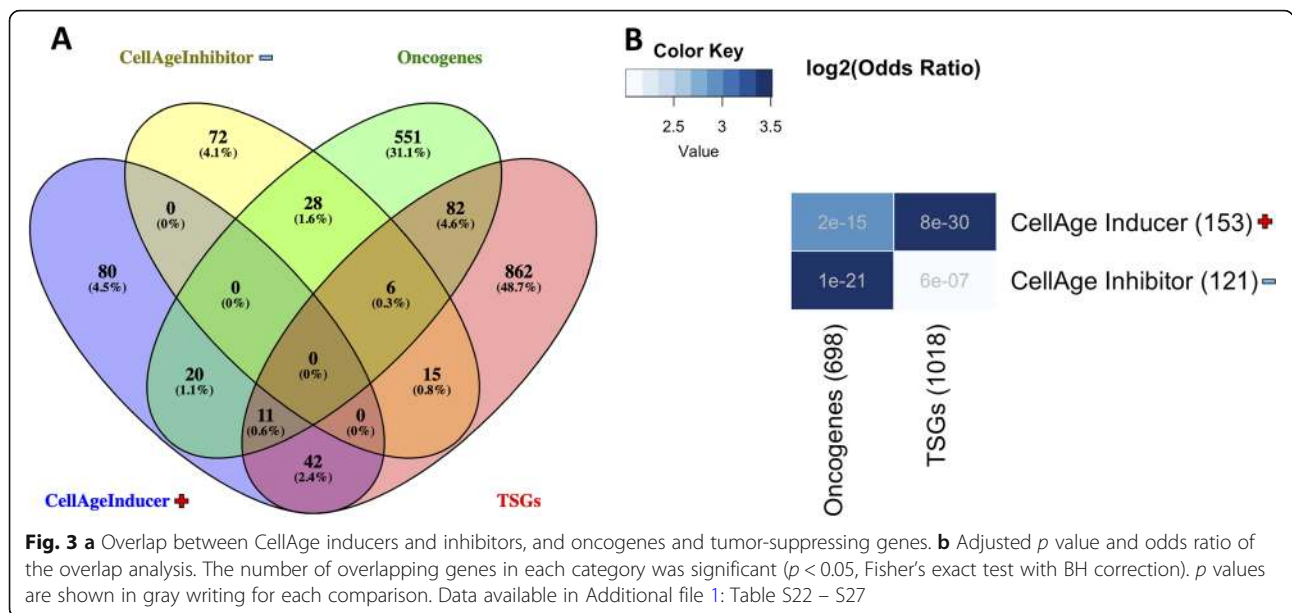 A
CellAgeInhibitor
Oncogenes
72
(4.1%)
551
(31.1%)
0
(0%)
28
(1.6%)
82
(4.6%)
80
(4.5%)
0
(0%)
6
(0.3%)
862
(48.7%)
20
(1.1%)
0
(0%)
15
(0.8%)
11
(0.6%)
0
(0%)
42
(2.4%)
CellAgeInducer
TSGs
B
Color Key
2.5 3 3.5
Value
log2(Odds Ratio)
2e-15 8e-30 CellAge Inducer (153)
1e-21 6e-07 CellAge Inhibitor (121)
Oncogenes (698)
TSGs (1018)
Fig. 3 a Overlap between CellAge inducers and inhibitors, and oncogenes and tumor-suppressing genes. b Adjusted p value and odds ratio of
the overlap analysis. The number of overlapping genes in each category was significant (p < 0.05, Fisher's exact test with BH correction). p values
are shown in gray writing for each comparison. Data available in Additional file 1: Table S22 – S27